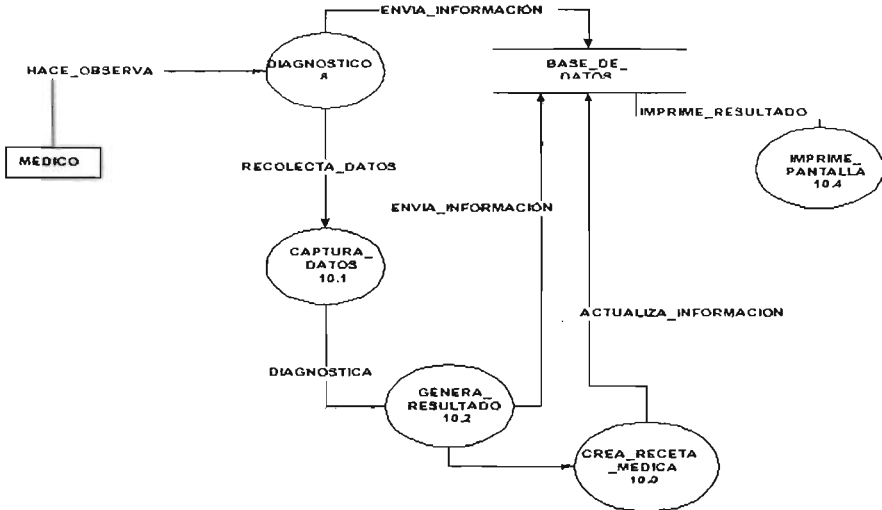 ENVIA_INFORMACIÓN
HACE_OBSERVA
DIAGNOSTICO
BASE_DE_
DATOS
IMPRIME_RESULTADO
MEDICO
IMPRIME_
PANTALLA
10.4
RECOLECTA_DATOS
ENVIA_INFORMACIÓN
CAPTURA_
DATOS
10.1
ACTUALIZA_INFORMACION
DIAGNOSTICA
GENERA_
RESULTADO
10.2
CREA_RECETA
_MEDICA